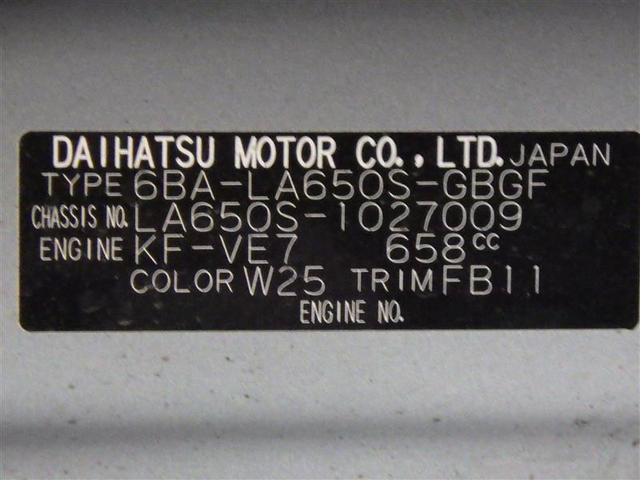 DAIHATSU MOTOR CO., LTD. JAPAN
TYPE 6BA-LA650S-GBGF
CHASSIS NO. LA650S-1027009
ENGINE KF-VE7 658cc
COLOR W25 TRIM FB11
ENGINE NO.